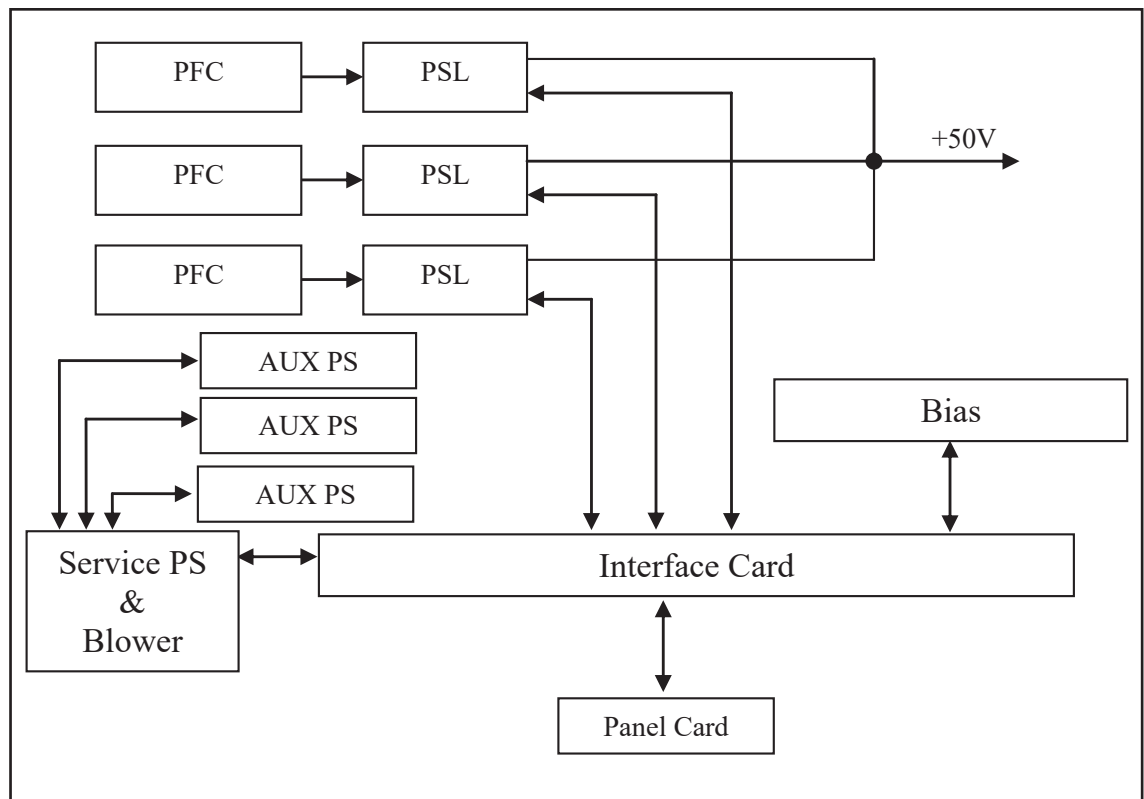 PFC
PSL
+50V
PFC
PSL
PFC
PSL
AUX PS
AUX PS
AUX PS
Bias
Service PS
&
Blower
Interface Card
Panel Card